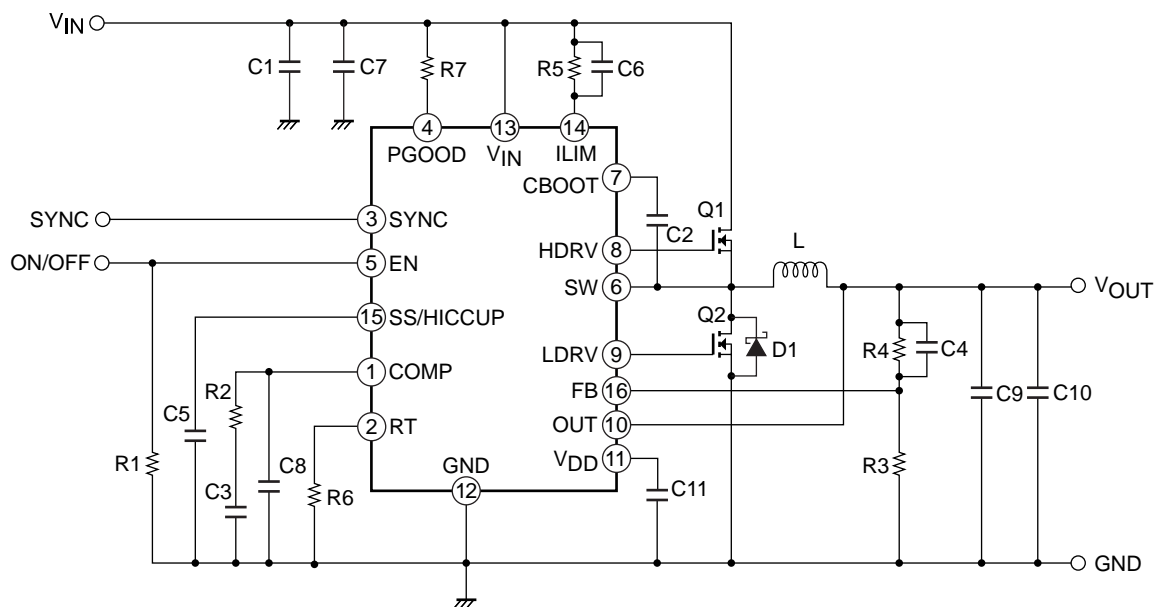 VIN
C1
C7
R7
R5
C6
4
13
14
PGOOD
VIN
ILIM
CBOOT
7
C2
Q1
SYNC
3
SYNC
HDRV
8
L
ON/OFF
5
EN
SW
6
VOUT
15
SS/HICCUP
Q2
LDRV
9
D1
R4
C4
1
COMP
FB
16
R2
C5
C9
C10
2
RT
OUT
10
R1
C3
C8
R6
GND
12
VDD
11
C11
R3
GND